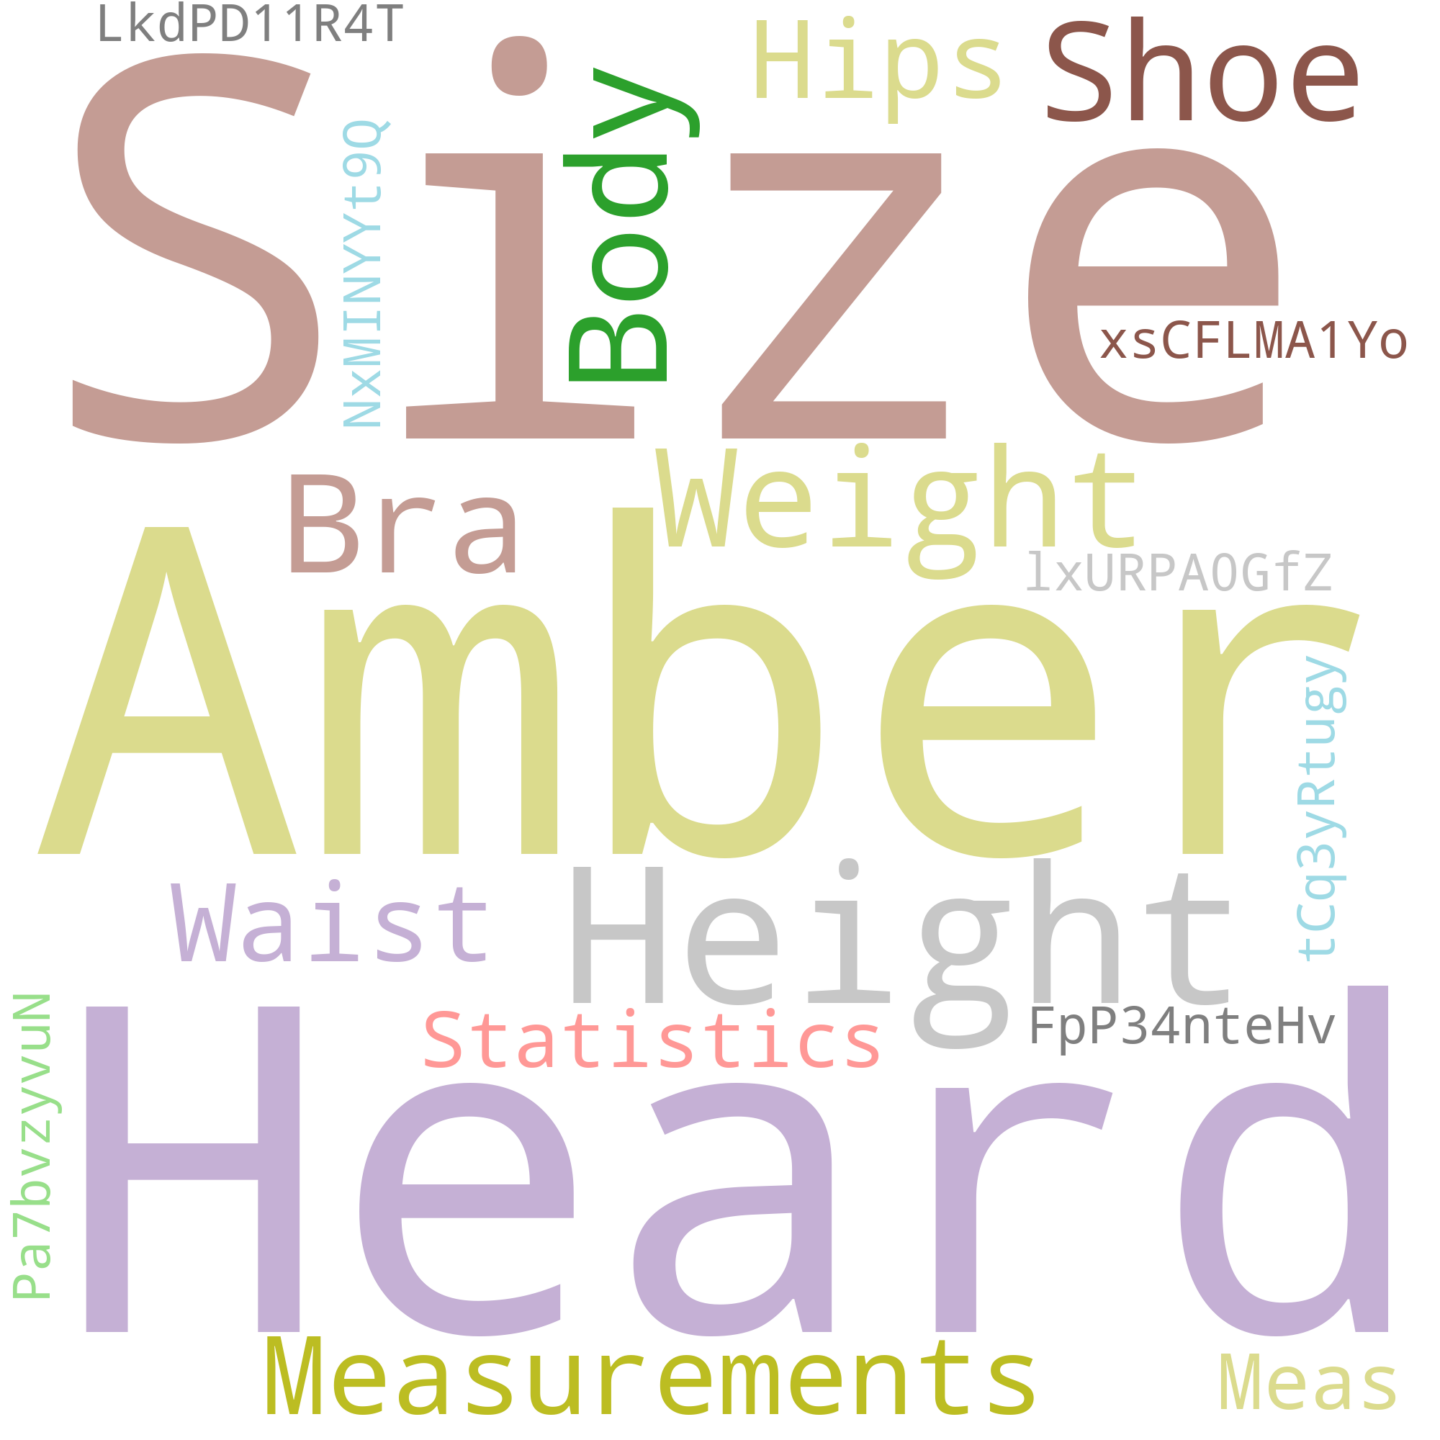 LkdPD11R4T
Hips
Shoe
Size
NxMINYYt9Q
Body
xsCFLMA1Yo
Bra
Weight
lxURPAOGfZ
Amber
tCq3yRtugy
Waist
Height
Pa7bvzyvuN
Statistics
FpP34nteHv
Heard
Measurements
Meas